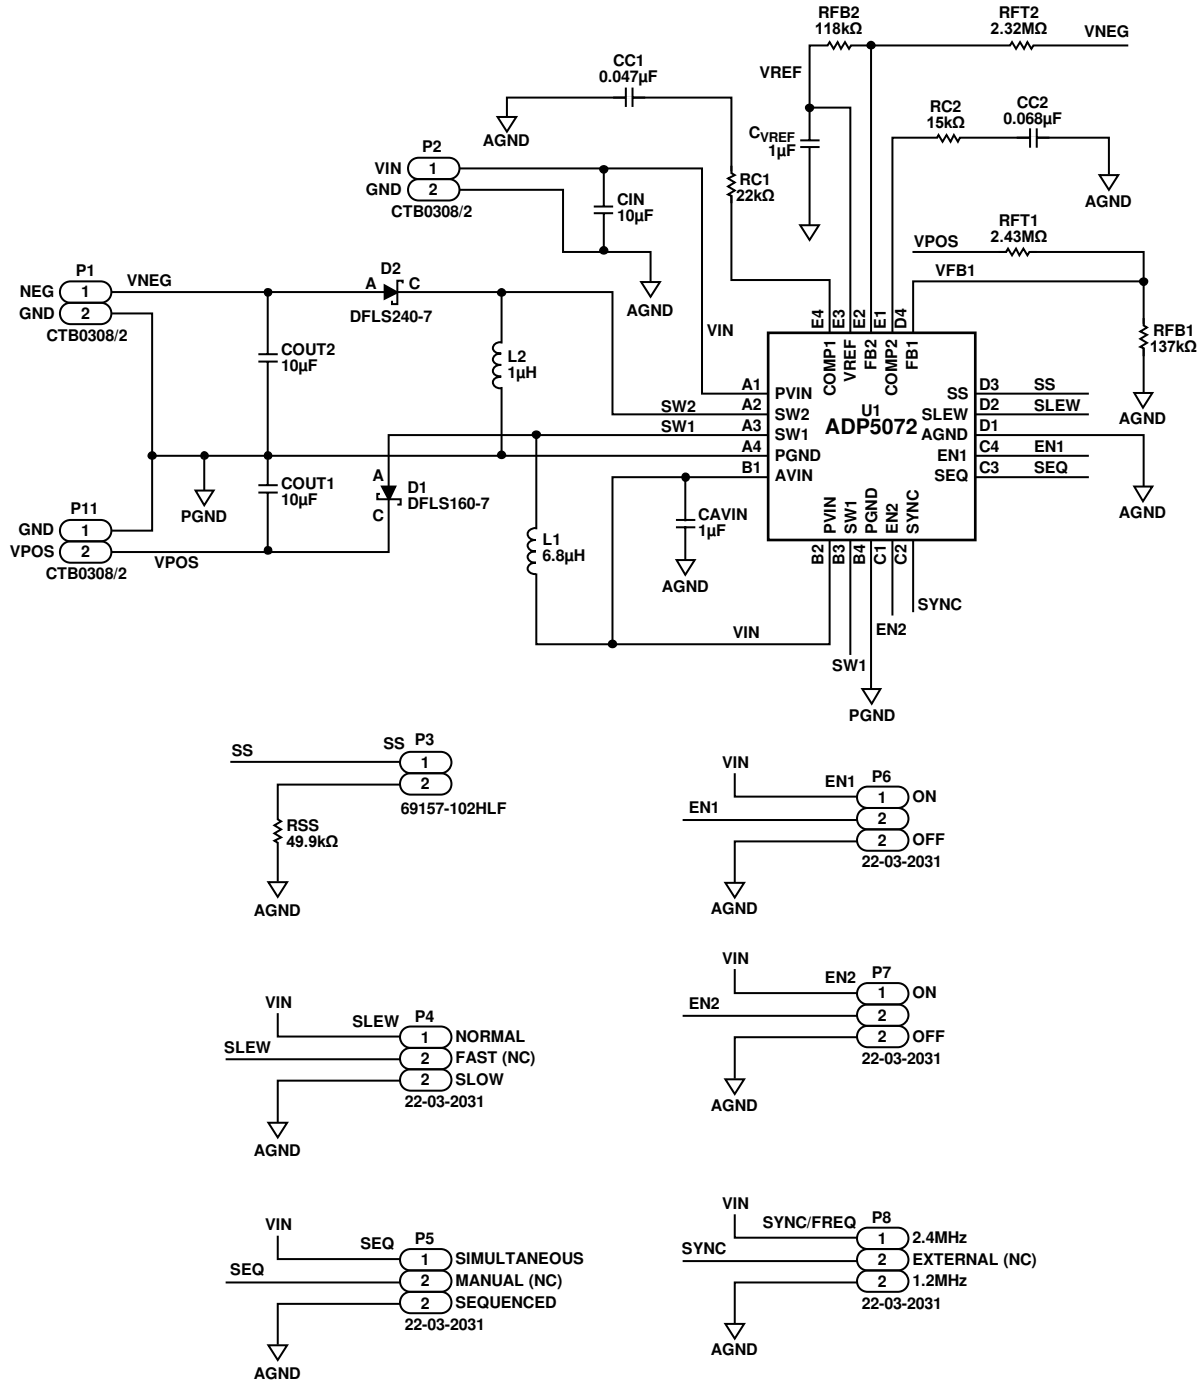 RFB2
118kΩ
RFT2
2.32MΩ
VNEG
CC1
0.047µF
VREF
AGND
P2
VIN 1
GND 2
CTB0308/2
CVREF
1µF
RC1
22kΩ
RC2
15kΩ
CC2
0.068µF
AGND
CIN
10µF
AGND
VPOS
RFT1
2.43MΩ
VFB1
RFB1
137kΩ
AGND
P1
NEG 1
GND 2
CTB0308/2
VNEG
D2
A C
DFLS240-7
VIN
COUT2
10µF
L2
1µH
E4 E3 E2 E1 D4
COMP1 VREF FB2 COMP2 FB1
U1
ADP5072
A1 PVIN
SW2 A2 SW2
SW1 A3 SW1
A4 PGND
B1 AVIN
SS D3 SS
SLEW D2 SLEW
AGND D1
EN1 C4 EN1
SEQ C3 SEQ
AGND
PVIN SW1 PGND EN2 SYNC
B2 B3 B4 C1 C2
PGND
COUT1
10µF
A
D1
DFLS160-7
C
P11
GND 1
VPOS 2
CTB0308/2
VPOS
L1
6.8µH
CAVIN
1µF
AGND
VIN
SYNC
EN2
SW1
PGND
SS
SS P3
1
2
69157-102HLF
RSS
49.9kΩ
AGND
VIN
EN1 P6
1 ON
EN1
2
2 OFF
22-03-2031
AGND
VIN
SLEW P4
1 NORMAL
SLEW
2 FAST (NC)
2 SLOW
22-03-2031
AGND
VIN
EN2 P7
1 ON
EN2
2
2 OFF
22-03-2031
AGND
VIN
SEQ P5
1 SIMULTANEOUS
SEQ
2 MANUAL (NC)
2 SEQUENCED
22-03-2031
AGND
VIN
SYNC/FREQ P8
1 2.4MHz
SYNC
2 EXTERNAL (NC)
2 1.2MHz
22-03-2031
AGND